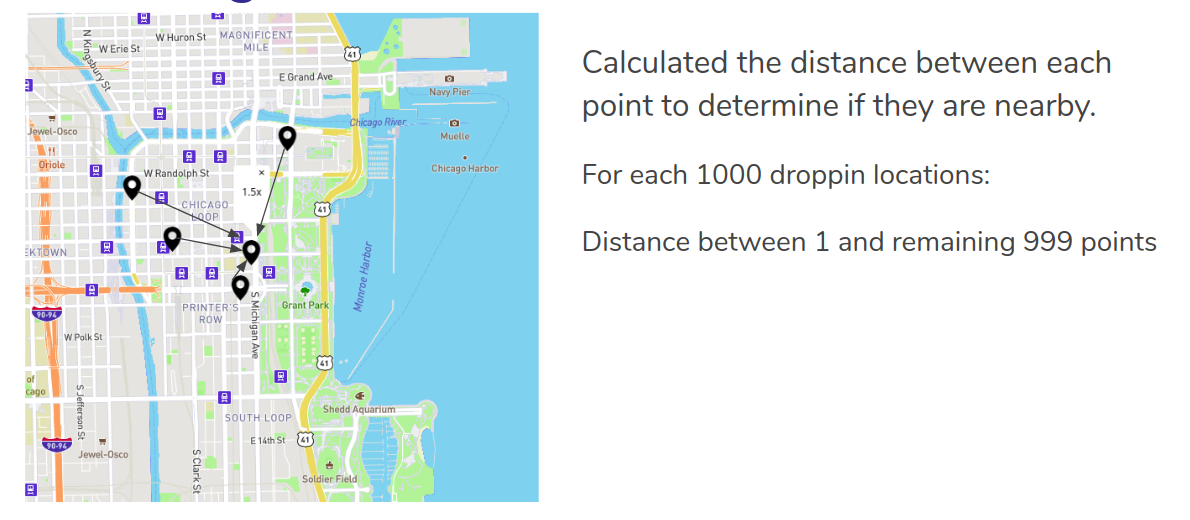 Calculated the distance between each
point to determine if they are nearby.
For each 1000 droppin locations:
Distance between 1 and remaining 999 points
N Kingsbury St
W Huron St
W Erie St
MAGNIFICENT
MILE
41
E Grand Ave
Navy Pier
Chicago River
Muelle
Jewel-Osco
Oriole
W Randolph St
Chicago Harbor
×
1.5x
CHICAGO
LOOP
41
EKTOWN
Monroe Harbor
PRINTER'S
ROW
S Michigan Ave
Grant Park
90-94
W Polk St
41
of
cago
S Jefferson St
Shedd Aquarium
SOUTH LOOP
E 14th St
41
90-94
Jewel-Osco
S Clark St
Soldier Field